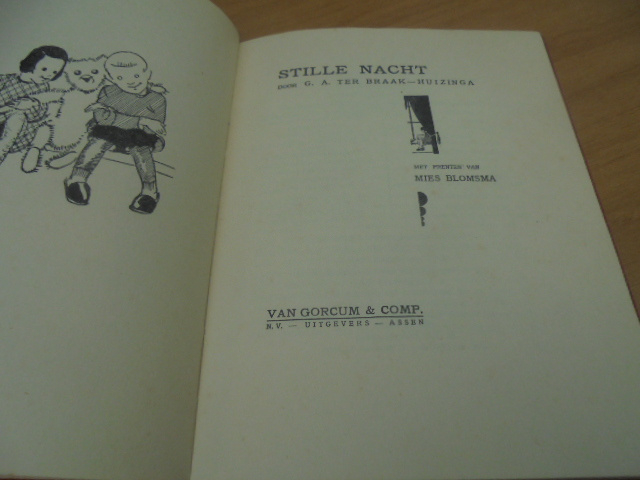 STILLE NACHT
DOOR G. A. TER BRAAK—HUIZINGA
MET PRENTEN VAN
MIES BLOMSMA
VAN GORCUM & COMP.
N.V. — UITGEVERS — ASSEN